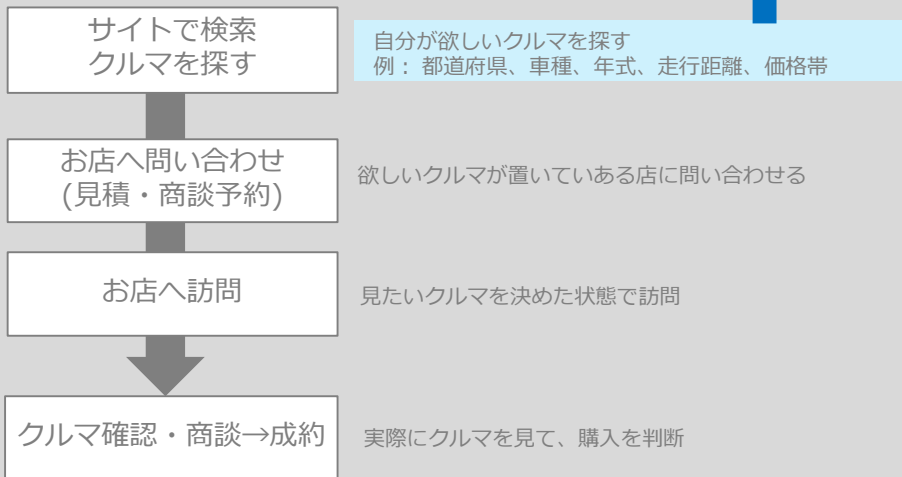 サイトで検索
クルマを探す
自分が欲しいクルマを探す
例： 都道府県、車種、年式、走行距離、価格帯
お店へ問い合わせ
(見積・商談予約)
欲しいクルマが置いていある店に問い合わせる
お店へ訪問
見たいクルマを決めた状態で訪問
クルマ確認・商談→成約
実際にクルマを見て、購入を判断